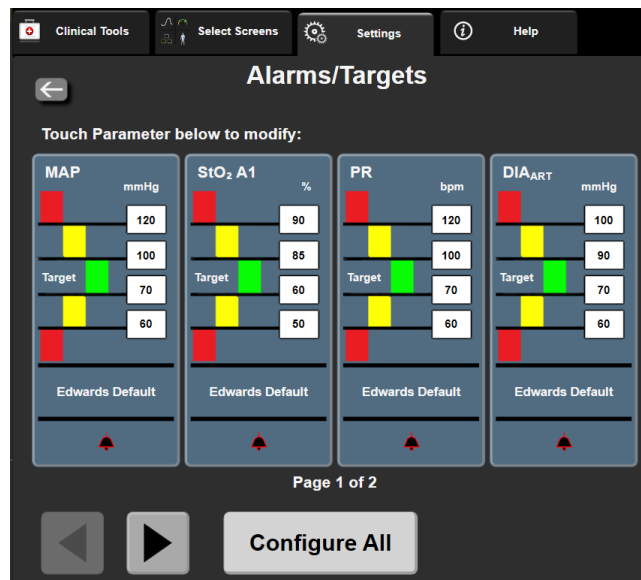 Clinical Tools Select Screens Settings Help
Alarms/Targets
Touch Parameter below to modify:
MAP mmHg
120
100
Target
70
60
Edwards Default
StO₂ A1 %
90
85
Target
60
50
Edwards Default
PR bpm
120
100
Target
70
60
Edwards Default
DIAART mmHg
100
90
Target
70
60
Edwards Default
Page 1 of 2
Configure All